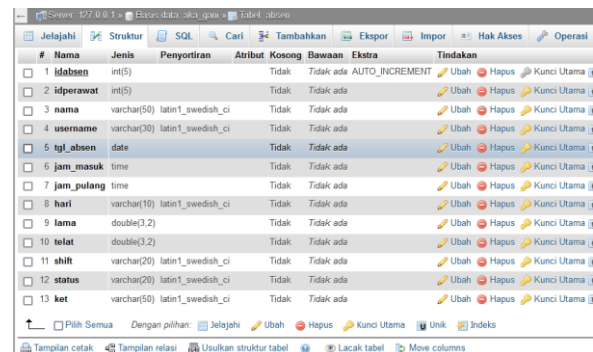 Server: 127.0.0.1 » Basis data: aka_gani » Tabel: absen
Jelajahi Struktur SQL Cari Tambahkan Ekspor Impor Hak Akses Operasi
# Nama Jenis Penyortiran Atribut Kosong Bawaan Ekstra Tindakan
1 idabsen int(5) Tidak Tidak ada AUTO_INCREMENT Ubah Hapus Kunci Utama
2 idperawat int(5) Tidak Tidak ada Ubah Hapus Kunci Utama
3 nama varchar(50) latin1_swedish_ci Tidak Tidak ada Ubah Hapus Kunci Utama
4 username varchar(30) latin1_swedish_ci Tidak Tidak ada Ubah Hapus Kunci Utama
5 tgl_absen date Tidak Tidak ada Ubah Hapus Kunci Utama
6 jam_masuk time Tidak Tidak ada Ubah Hapus Kunci Utama
7 jam_pulang time Tidak Tidak ada Ubah Hapus Kunci Utama
8 hari varchar(10) latin1_swedish_ci Tidak Tidak ada Ubah Hapus Kunci Utama
9 lama double(3,2) Tidak Tidak ada Ubah Hapus Kunci Utama
10 telat double(3,2) Tidak Tidak ada Ubah Hapus Kunci Utama
11 shift varchar(20) latin1_swedish_ci Tidak Tidak ada Ubah Hapus Kunci Utama
12 status varchar(20) latin1_swedish_ci Tidak Tidak ada Ubah Hapus Kunci Utama
13 ket varchar(50) latin1_swedish_ci Tidak Tidak ada Ubah Hapus Kunci Utama
Pilih Semua Dengan pilihan: Jelajahi Ubah Hapus Kunci Utama Unik Indeks
Tampilan cetak Tampilan relasi Usulkan struktur tabel Lacak tabel Move columns